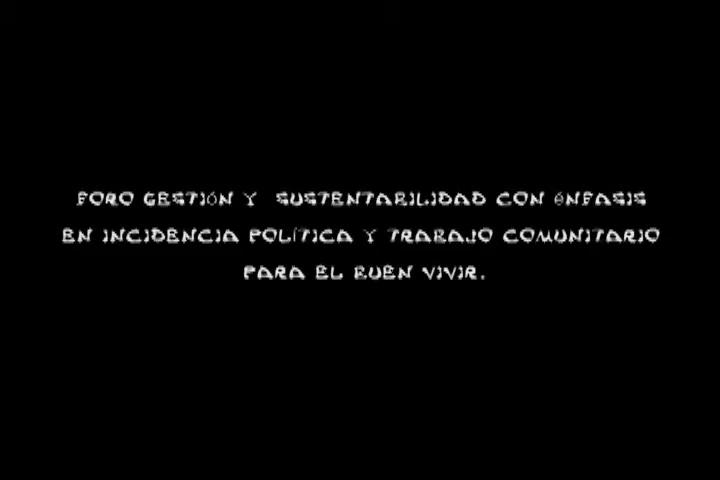 FORO GESTIÓN Y SUSTENTABILIDAD CON ÉNFASIS
EN INCIDENCIA POLÍTICA Y TRABAJO COMUNITARIO
PARA EL BUEN VIVIR.